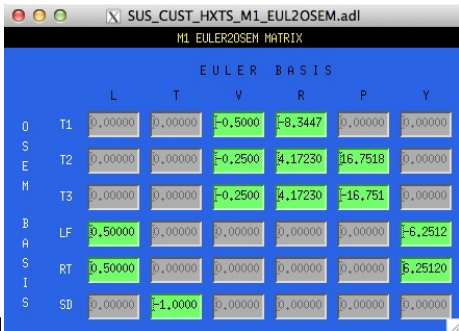 SUS_CUST_HXTS_M1_EUL2OSEM.adl
M1 EULER2OSEM MATRIX
EULER BASIS
L T V R P Y
OSEM BASIS
T1 0.00000 0.00000 -0.5000 -8.3447 0.00000 0.00000
T2 0.00000 0.00000 -0.2500 4.17230 16.7518 0.00000
T3 0.00000 0.00000 -0.2500 4.17230 -16.751 0.00000
LF 0.50000 0.00000 0.00000 0.00000 0.00000 -6.2512
RT 0.50000 0.00000 0.00000 0.00000 0.00000 6.25120
SD 0.00000 -1.0000 0.00000 0.00000 0.00000 0.00000